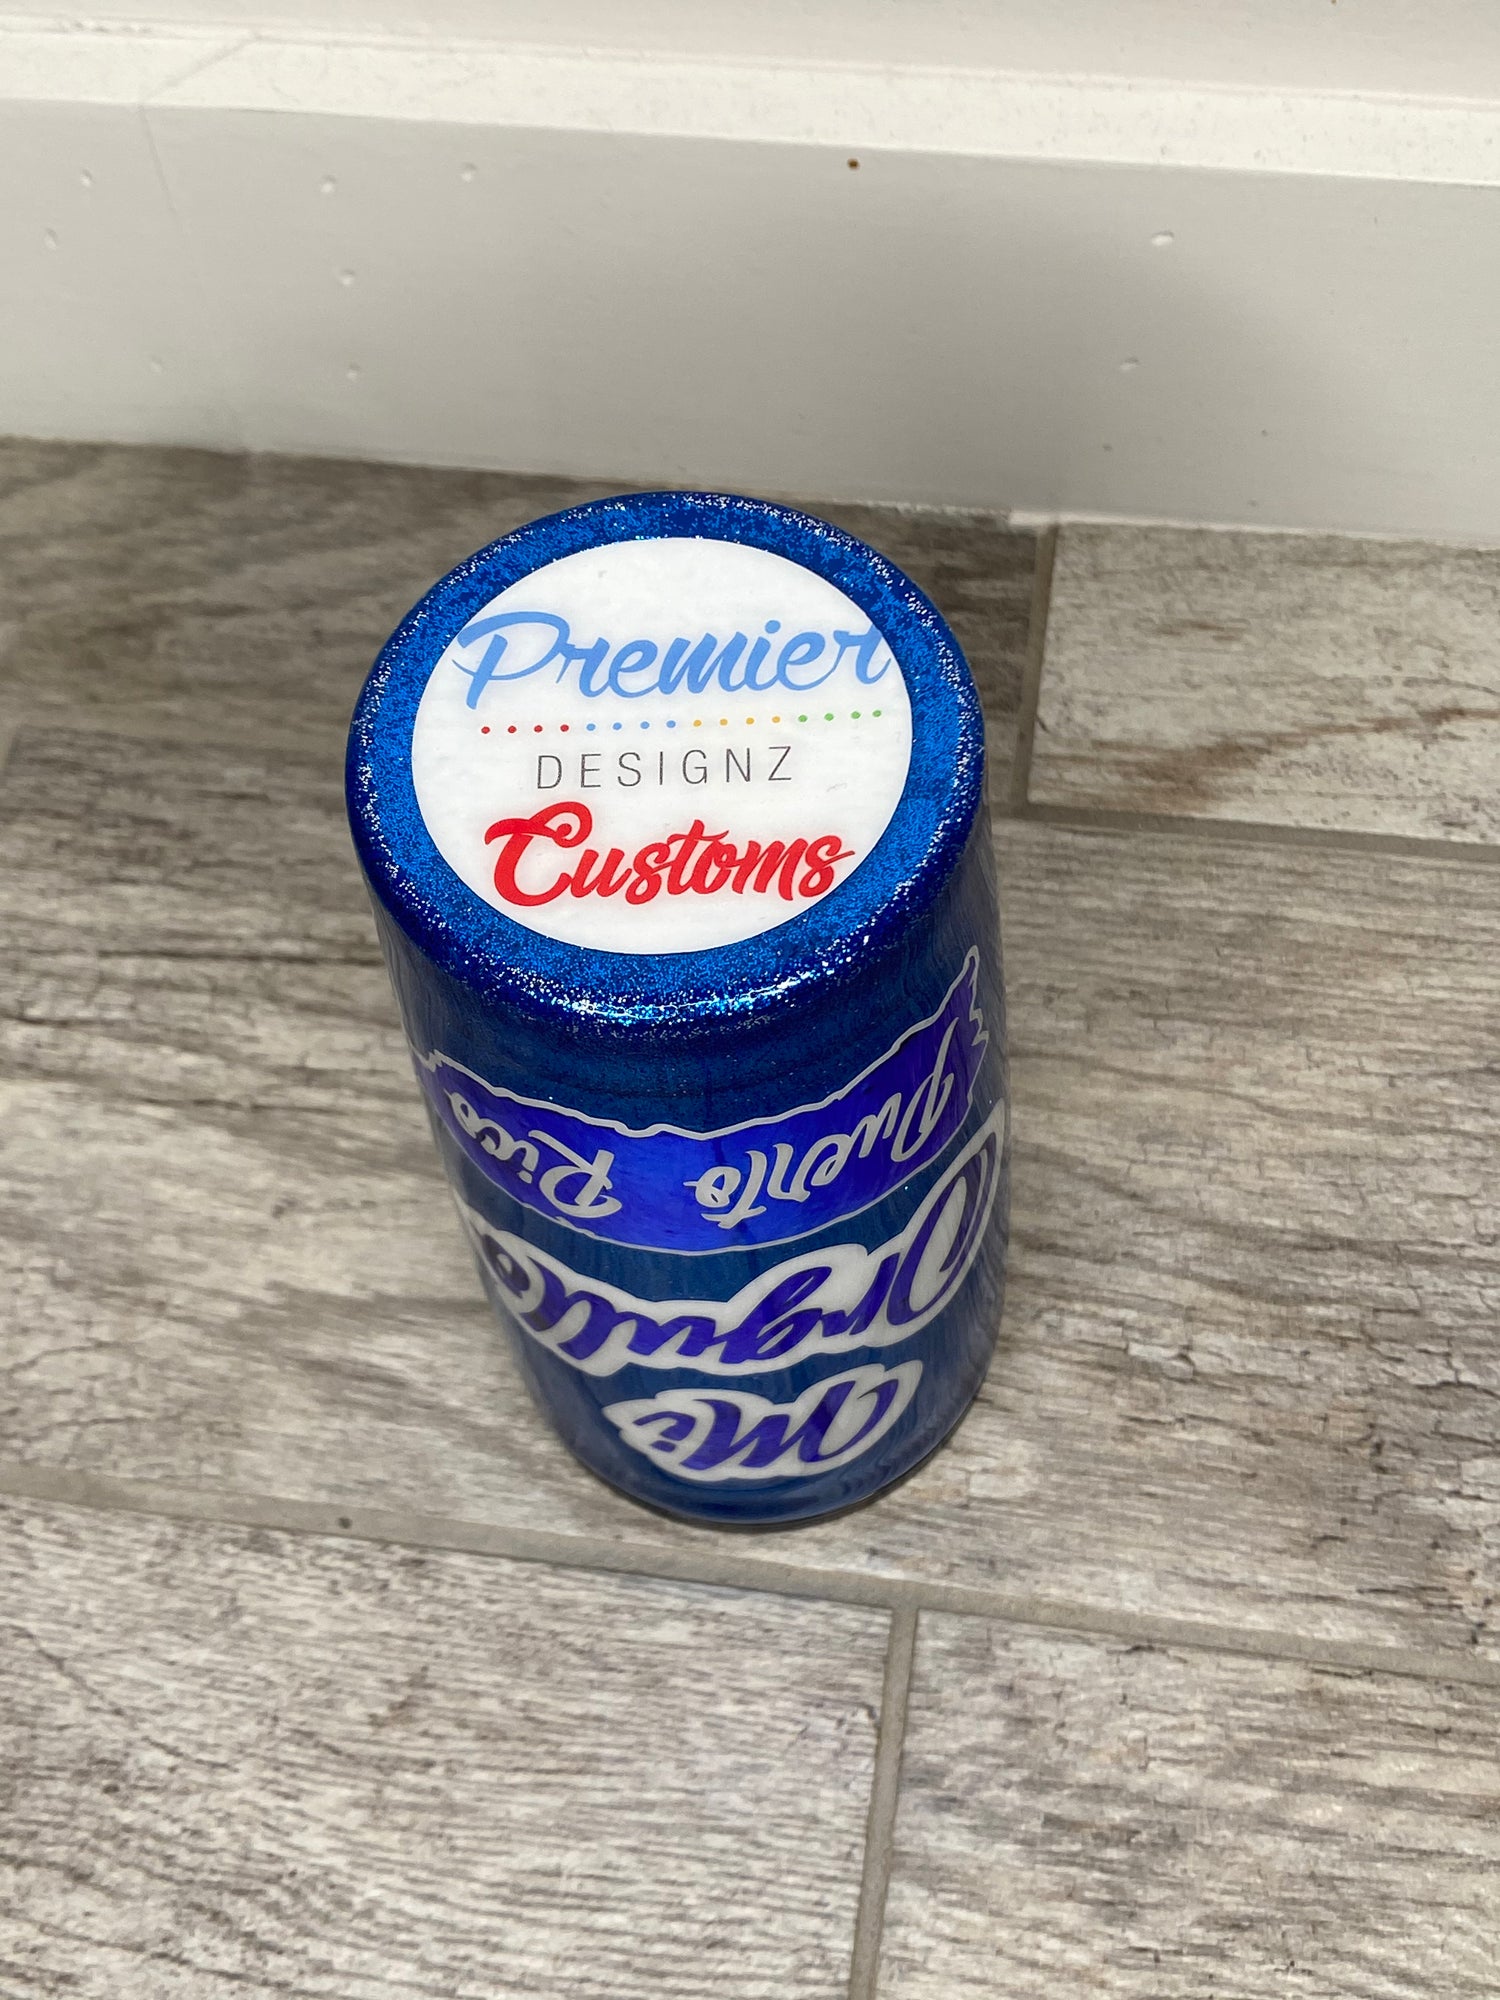 Premier
DESIGNZ
Customs
Mi
Orgullo
Puerto Rico